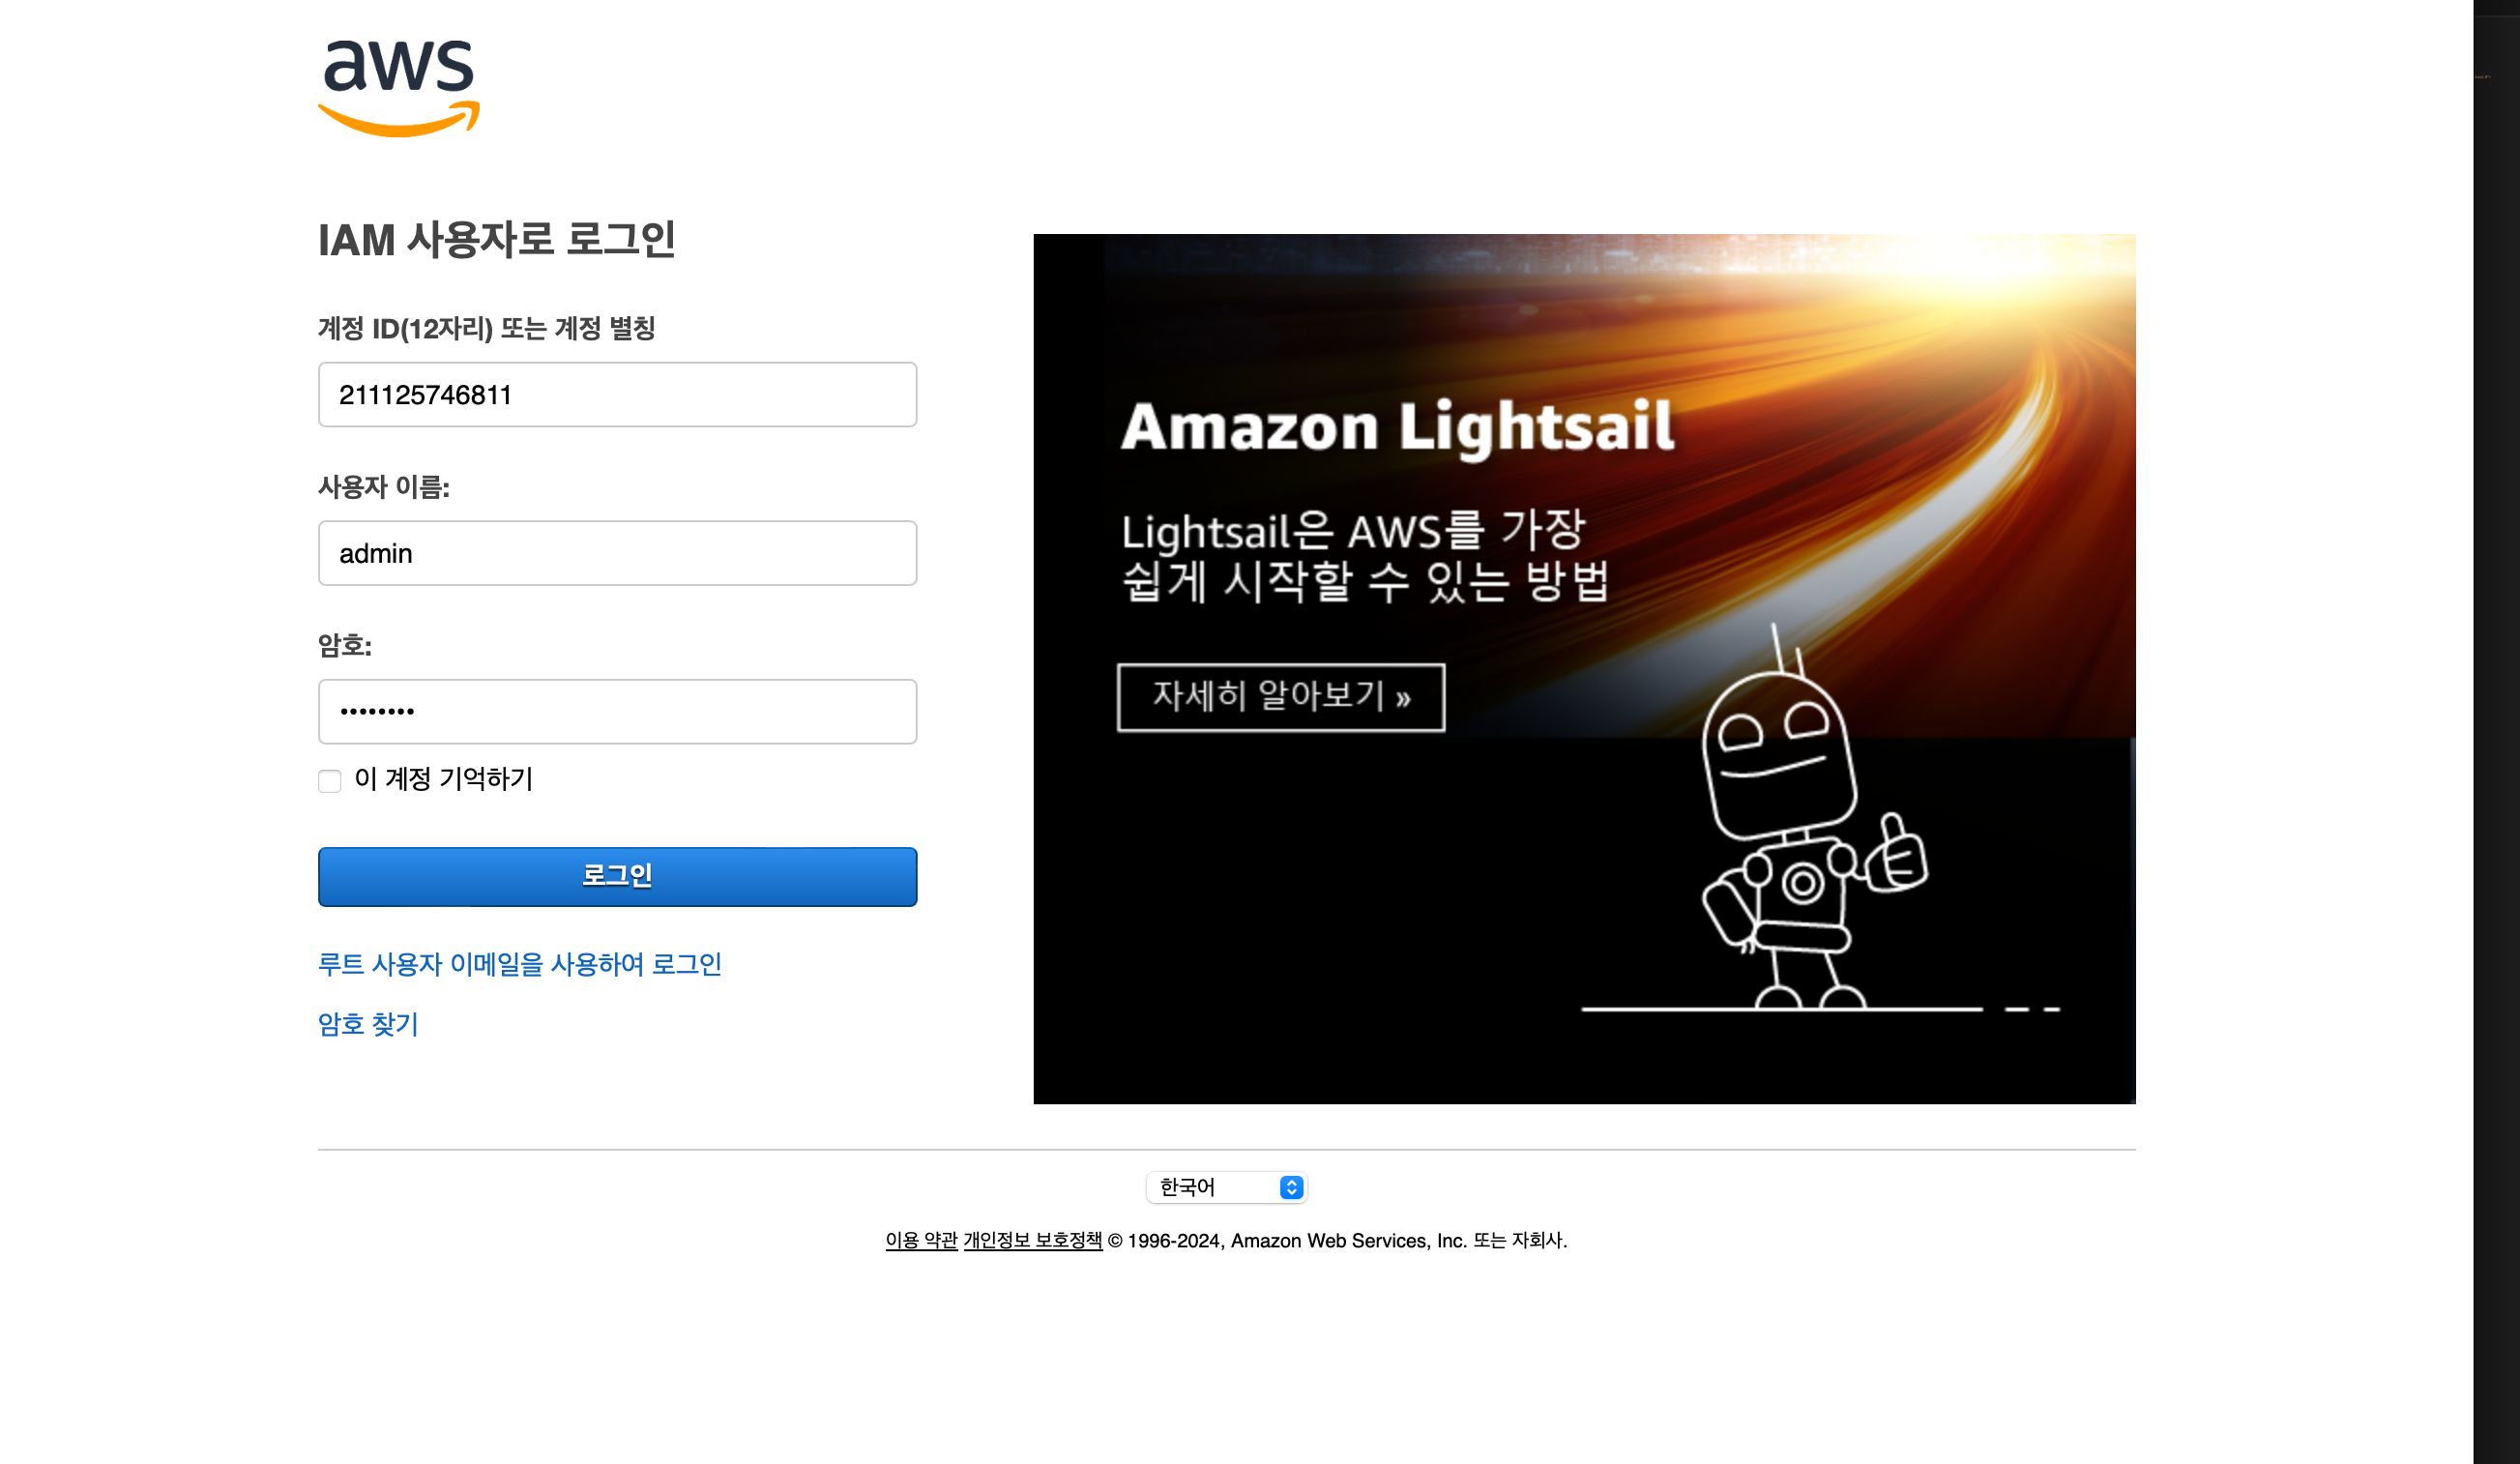 aws
IAM 사용자로 로그인
계정 ID(12자리) 또는 계정 별칭
211125746811
사용자 이름:
admin
암호:
••••••••
이 계정 기억하기
로그인
루트 사용자 이메일을 사용하여 로그인
암호 찾기
Amazon Lightsail
Lightsail은 AWS를 가장
쉽게 시작할 수 있는 방법
자세히 알아보기 »
한국어
이용 약관 개인정보 보호정책 © 1996-2024, Amazon Web Services, Inc. 또는 자회사.